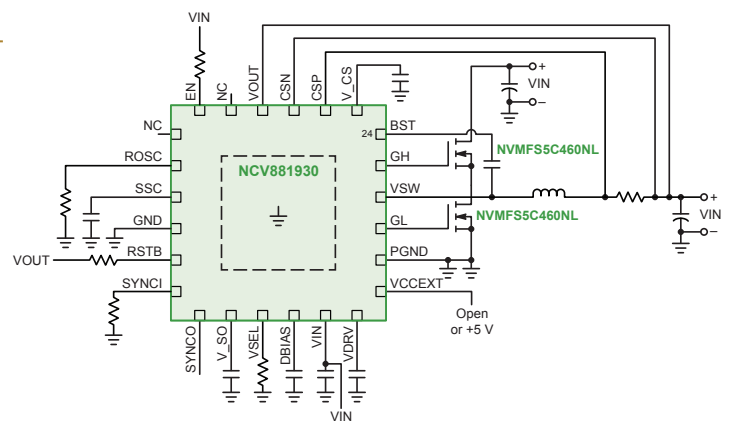 VIN
EN
NC
VOUT
CSN
CSP
V_CS
+
VIN
–
NC
ROSC
SSC
GND
RSTB
VOUT
SYNCI
NCV881930
24
BST
GH
VSW
GL
PGND
VCCEXT
NVMFS5C460NL
NVMFS5C460NL
+
VIN
–
Open
or +5 V
SYNCO
V_SO
VSEL
DBIAS
VIN
VDRV
VIN